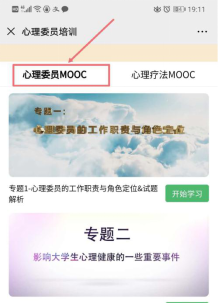 19:11
心理委员培训
心理委员MOOC
心理疗法MOOC
专题一：
心理委员的工作职责与角色定位
专题1-心理委员的工作职责与角色定位&试题
解析
开始学习
专题二
影响大学生心理健康的一些重要事件